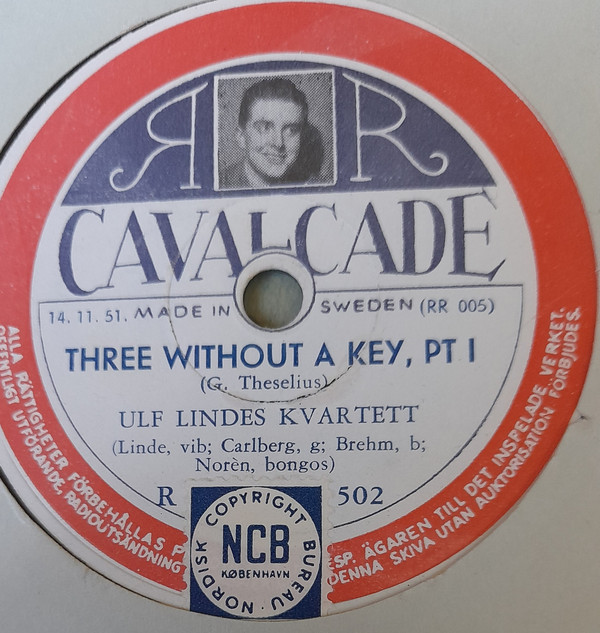 R R
CAVALCADE
14. 11. 51. MADE IN SWEDEN (RR 005)
THREE WITHOUT A KEY, PT I
(G. Theselius)
ULF LINDES KVARTETT
(Linde, vib; Carlberg, g; Brehm, b;
Norèn, bongos)
R 502
COPYRIGHT BUREAU · NORDISK ·
NCB
KØBENHAVN
ALLA RÄTTIGHETER FÖRBEHÅLLAS
OFFENTLIGT UTFÖRANDE, RADIOUTSÄNDNING
ESP. ÄGAREN TILL DET INSPELADE VERKET.
DENNA SKIVA UTAN AUKTORISATION FÖRBJUDES.